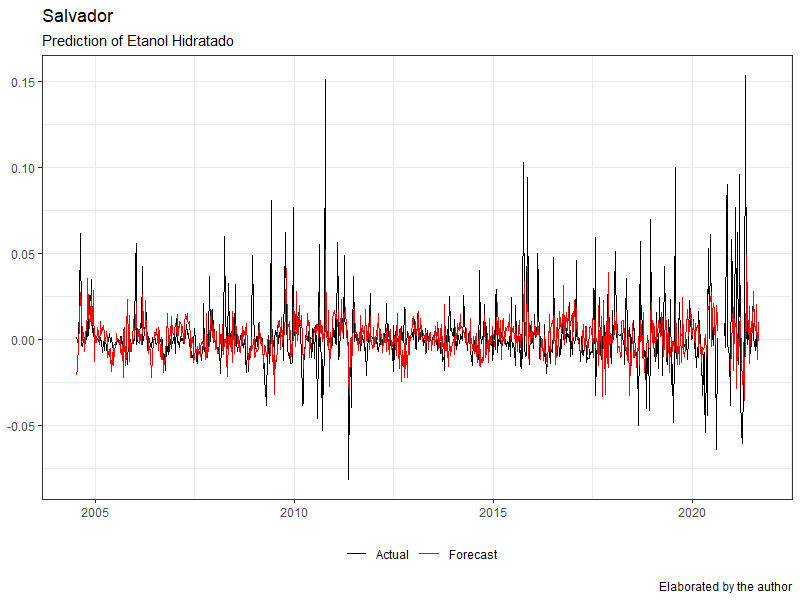 Salvador
Prediction of Etanol Hidratado
0.15
0.10
0.05
0.00
-0.05
2005 2010 2015 2020
Actual Forecast
Elaborated by the author